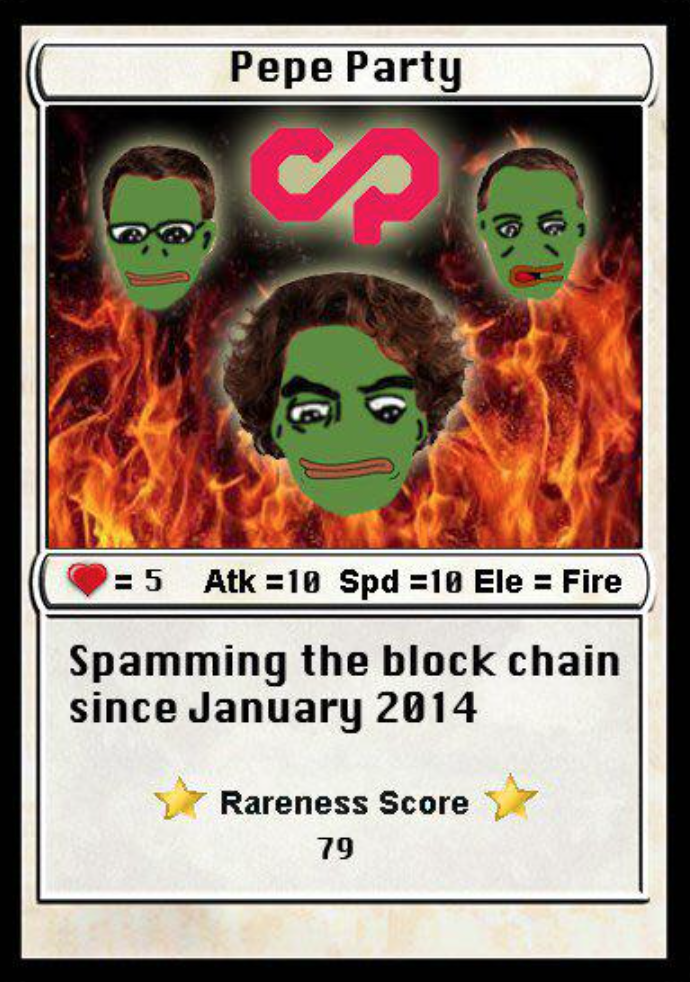 Pepe Party
= 5 Atk =10 Spd =10 Ele = Fire
Spamming the block chain
since January 2014
Rareness Score
79